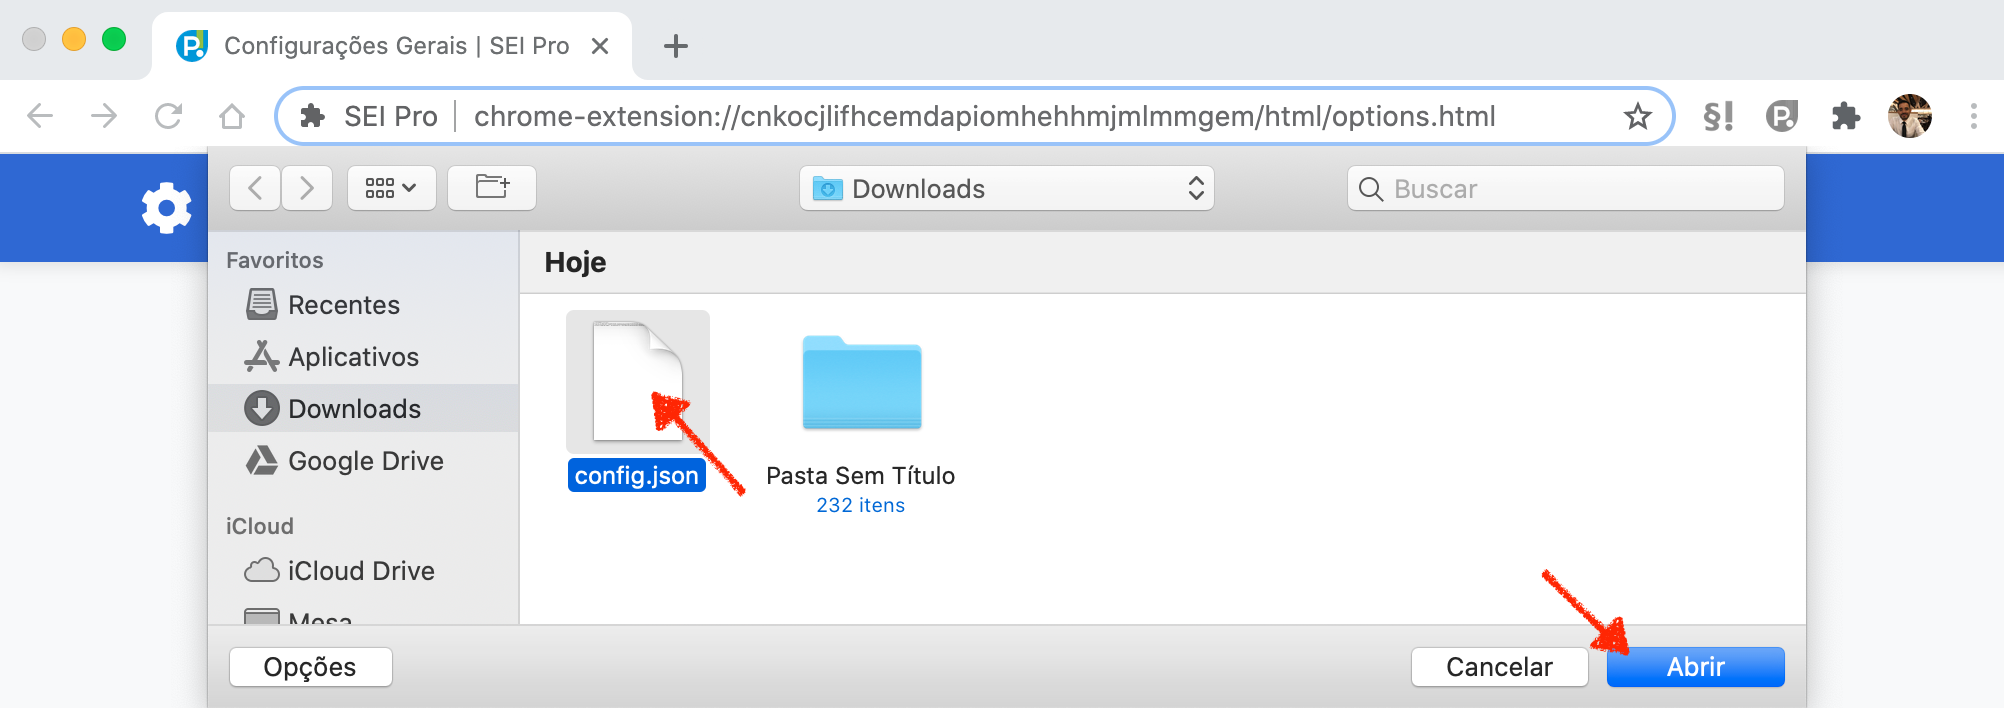 Configurações Gerais | SEI Pro
SEI Pro
chrome-extension://cnkocjlifhcemdapiomhehhmjmlmmgem/html/options.html
§!
P.
Downloads
Buscar
Favoritos
Recentes
Aplicativos
Downloads
Google Drive
iCloud
iCloud Drive
Mesa
Hoje
config.json
Pasta Sem Título
232 itens
Opções
Cancelar
Abrir